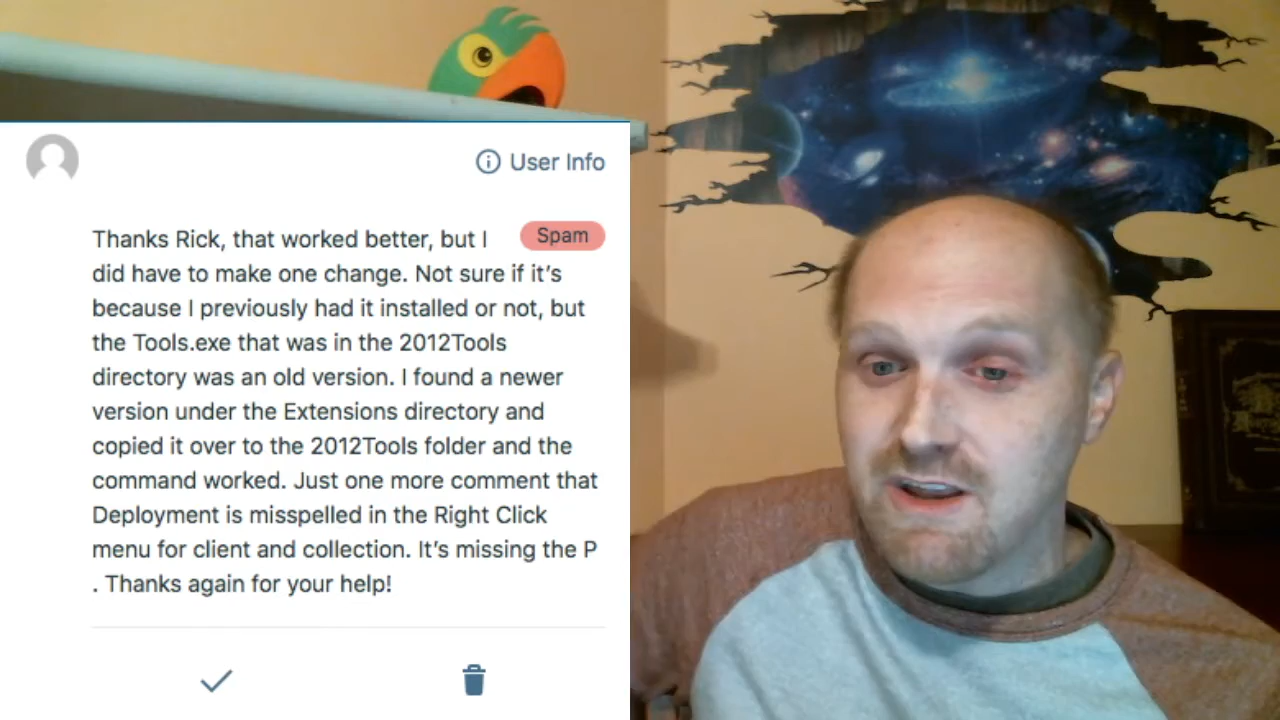 User Info
Spam
Thanks Rick, that worked better, but I
did have to make one change. Not sure if it’s
because I previously had it installed or not, but
the Tools.exe that was in the 2012Tools
directory was an old version. I found a newer
version under the Extensions directory and
copied it over to the 2012Tools folder and the
command worked. Just one more comment that
Deployment is misspelled in the Right Click
menu for client and collection. It’s missing the P
. Thanks again for your help!